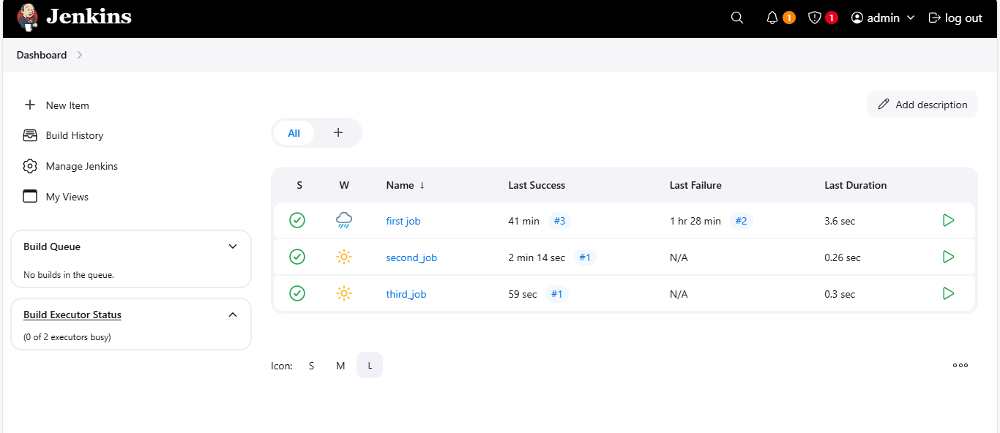 Jenkins
1
1
admin
log out
Dashboard
New Item
Build History
Manage Jenkins
My Views
Build Queue
No builds in the queue.
Build Executor Status
(0 of 2 executors busy)
Add description
All
S W Name ↓ Last Success Last Failure Last Duration
first job 41 min #3 1 hr 28 min #2 3.6 sec
second_job 2 min 14 sec #1 N/A 0.26 sec
third_job 59 sec #1 N/A 0.3 sec
Icon: S M L